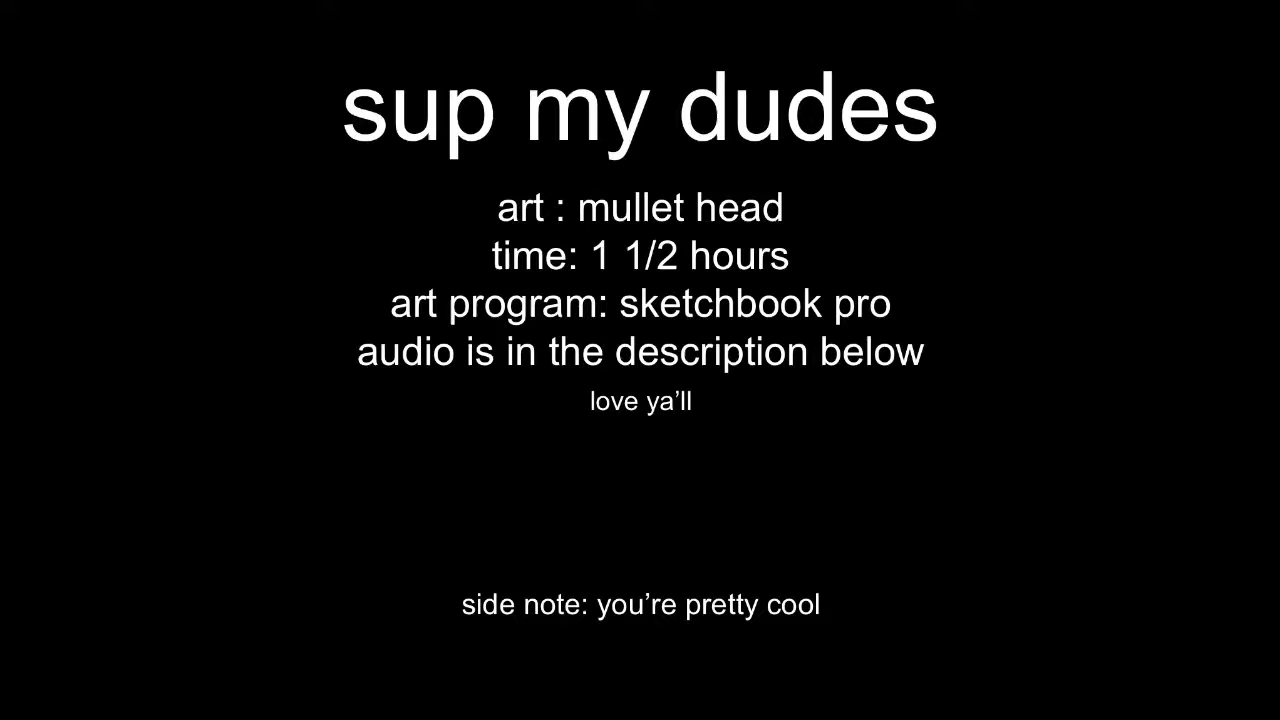 sup my dudes
art : mullet head
time: 1 1/2 hours
art program: sketchbook pro
audio is in the description below
love ya’ll
side note: you’re pretty cool